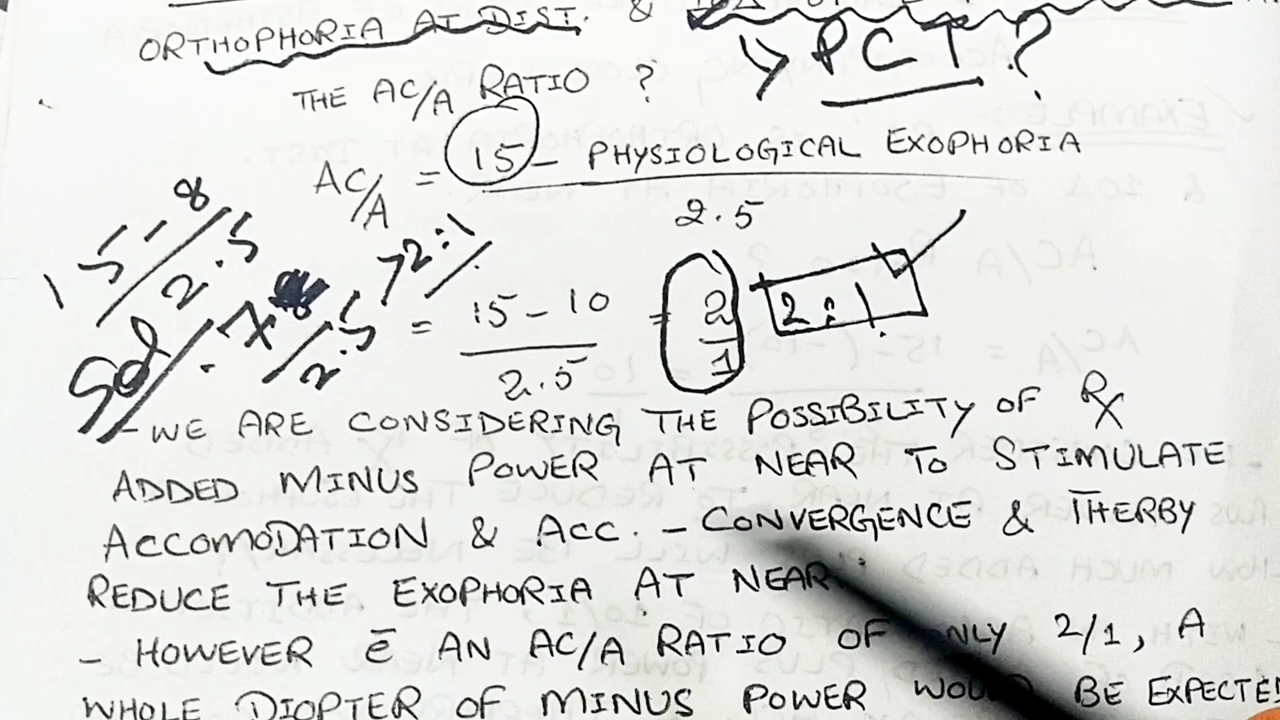 ORTHOPHORIA AT DIST. &
PCT ?
THE AC/A RATIO ?
AC/A = 15 - PHYSIOLOGICAL EXOPHORIA
2.5
15 - 8
2.5
2.5
2:1
= 15 - 10 = 2 2:1
2.5 1
- WE ARE CONSIDERING THE POSSIBILITY OF Rx
ADDED MINUS POWER AT NEAR TO STIMULATE
ACCOMODATION & ACC. - CONVERGENCE & THERBY
REDUCE THE EXOPHORIA AT NEAR
- HOWEVER c̄ AN AC/A RATIO OF ONLY 2/1, A
WHOLE DIOPTER OF MINUS POWER WOULD BE EXPECTED